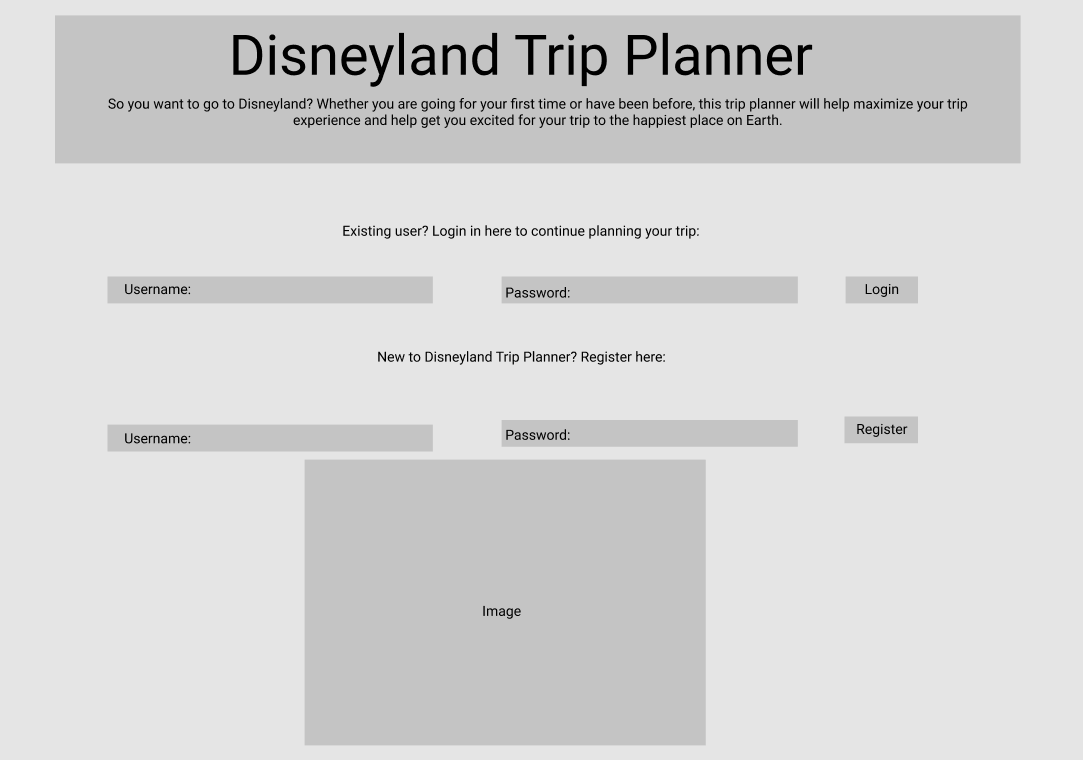 Disneyland Trip Planner
So you want to go to Disneyland? Whether you are going for your first time or have been before, this trip planner will help maximize your trip
experience and help get you excited for your trip to the happiest place on Earth.
Existing user? Login in here to continue planning your trip:
Username:
Password:
Login
New to Disneyland Trip Planner? Register here:
Username:
Password:
Register
Image